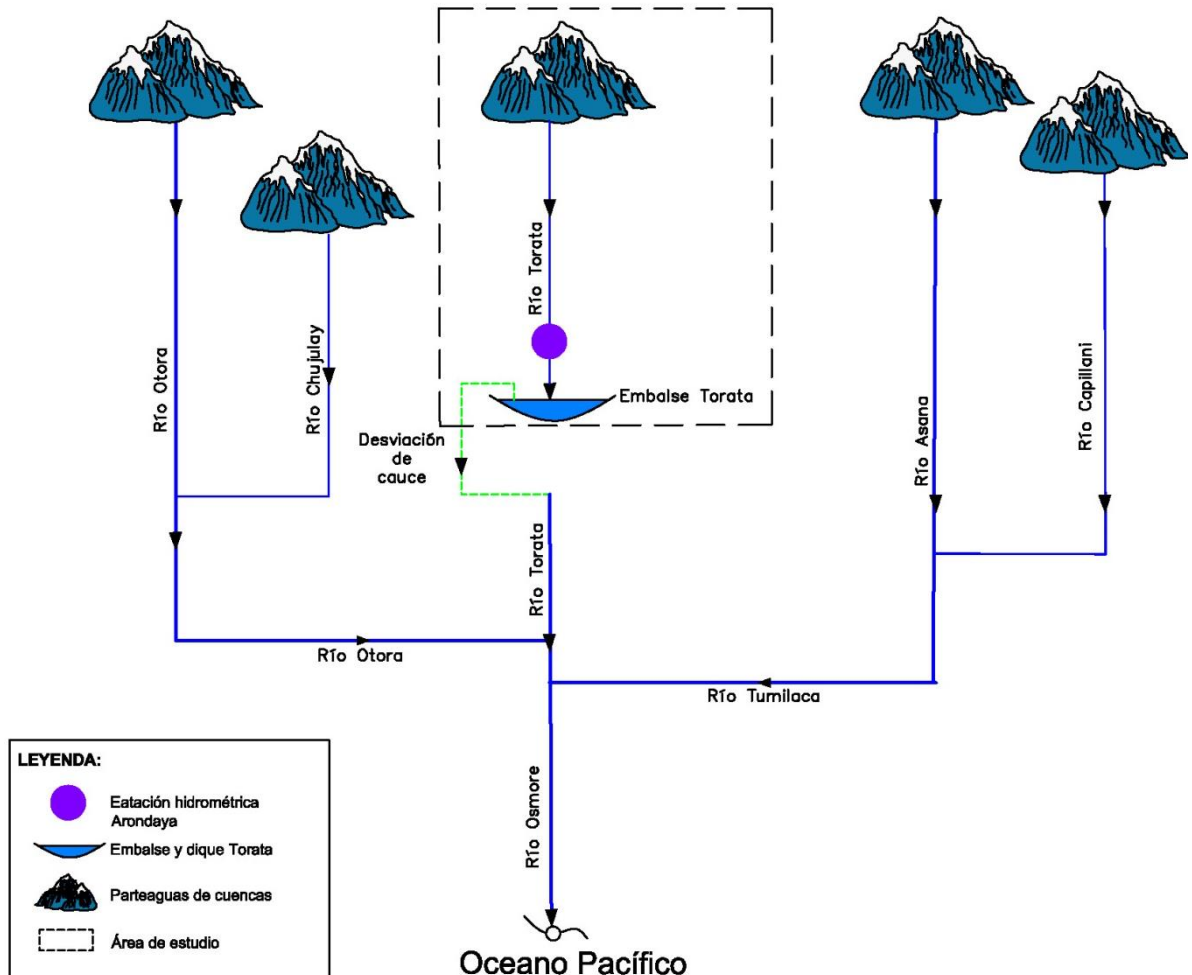 Río Torata
Río Otora
Río Chujulay
Embalse Torata
Río Asana
Río Capillani
Desviación
de
cauce
Río Torata
Río Otora
Río Tumilaca
Río Osmore
LEYENDA:
Eatación hidrométrica
Arondaya
Embalse y dique Torata
Parteaguas de cuencas
Área de estudio
Oceano Pacífico